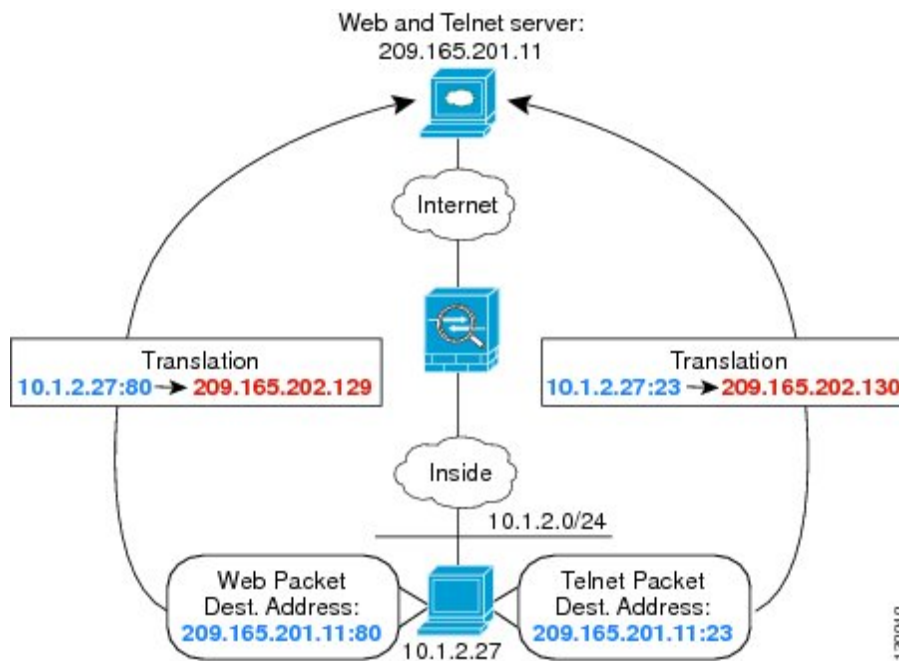 Web and Telnet server:
209.165.201.11
Internet
Translation
10.1.2.27:80 209.165.202.129
Translation
10.1.2.27:23 209.165.202.130
Inside
10.1.2.0/24
Web Packet
Dest. Address:
209.165.201.11:80
Telnet Packet
Dest. Address:
209.165.201.11:23
10.1.2.27